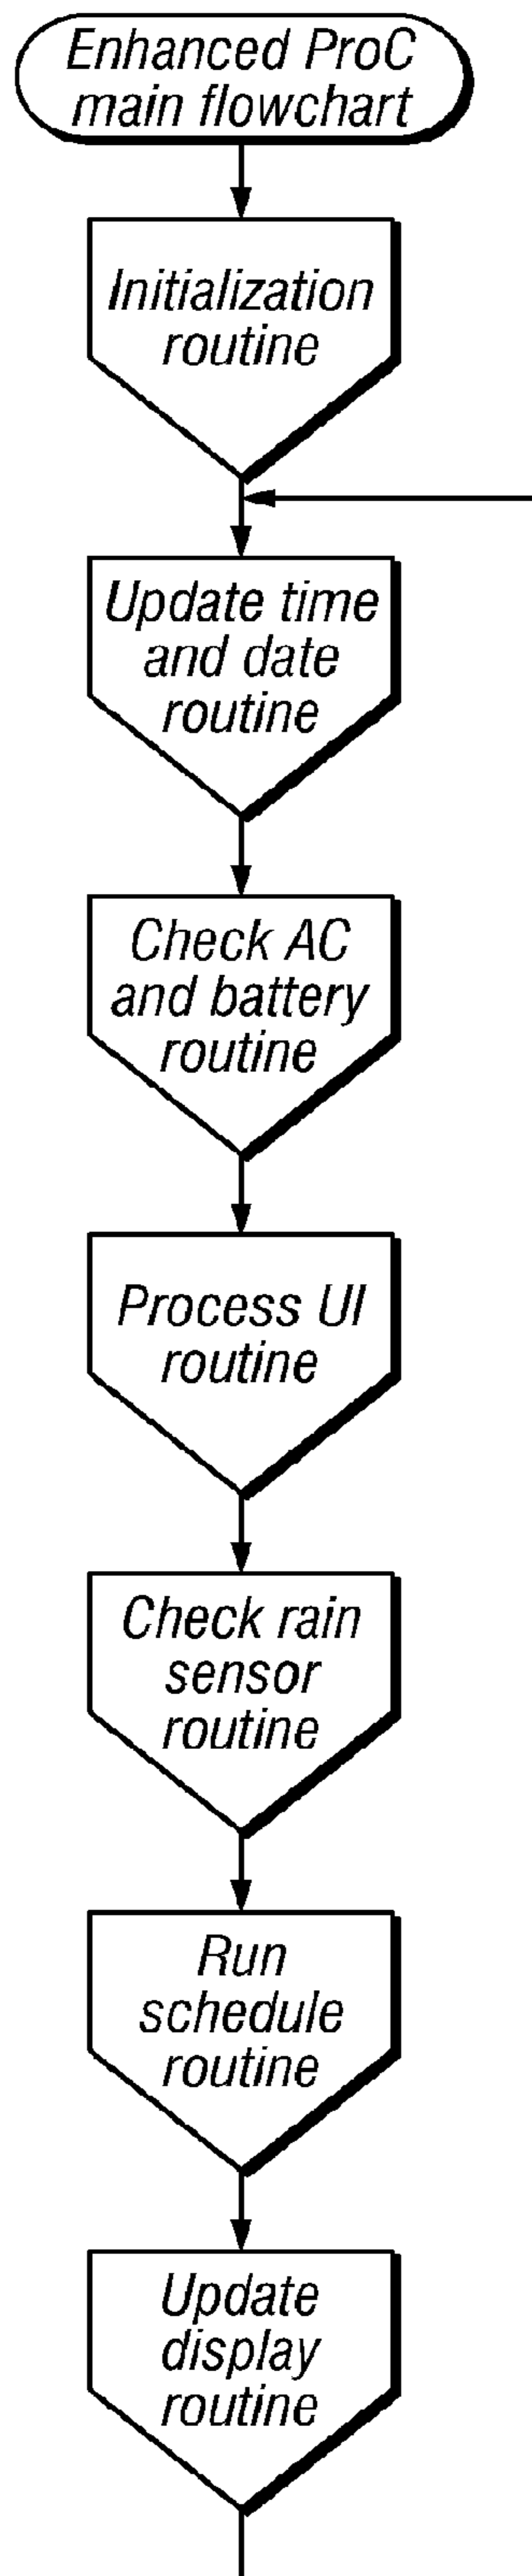 Enhanced ProC
main flowchart
Initialization
routine
Update time
and date
routine
Check AC
and battery
routine
Process UI
routine
Check rain
sensor
routine
Run
schedule
routine
Update
display
routine